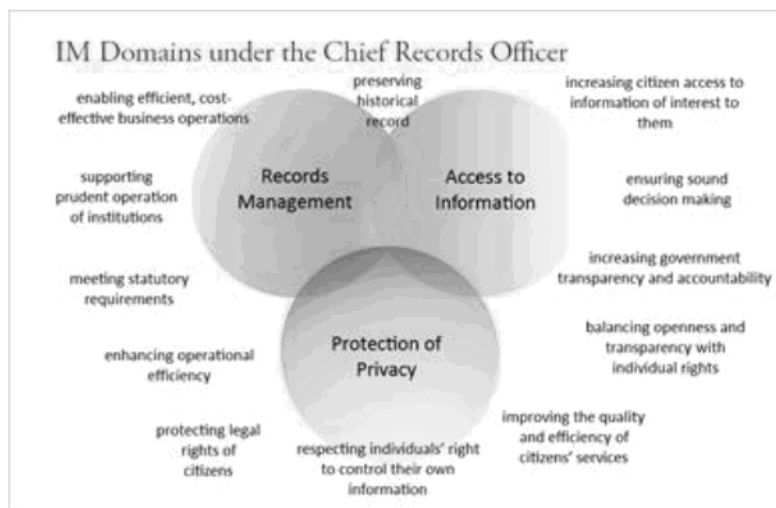 IM Domains under the Chief Records Officer
preserving
historical
record
enabling efficient, cost-
effective business operations
increasing citizen access to
information of interest to
them
Records
Management
Access to
Information
supporting
prudent operation
of institutions
ensuring sound
decision making
meeting statutory
requirements
increasing government
transparency and accountability
Protection of
Privacy
enhancing operational
efficiency
balancing openness and
transparency with
individual rights
protecting legal
rights of
citizens
respecting individuals' right
to control their own
information
improving the quality
and efficiency of
citizens' services